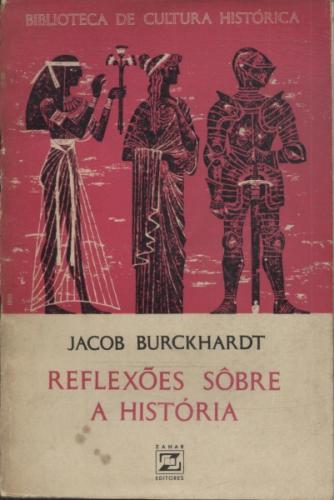 BIBLIOTECA DE CULTURA HISTÓRICA
JACOB BURCKHARDT
REFLEXÕES SÔBRE
A HISTÓRIA
ZAHAR
EDITORES